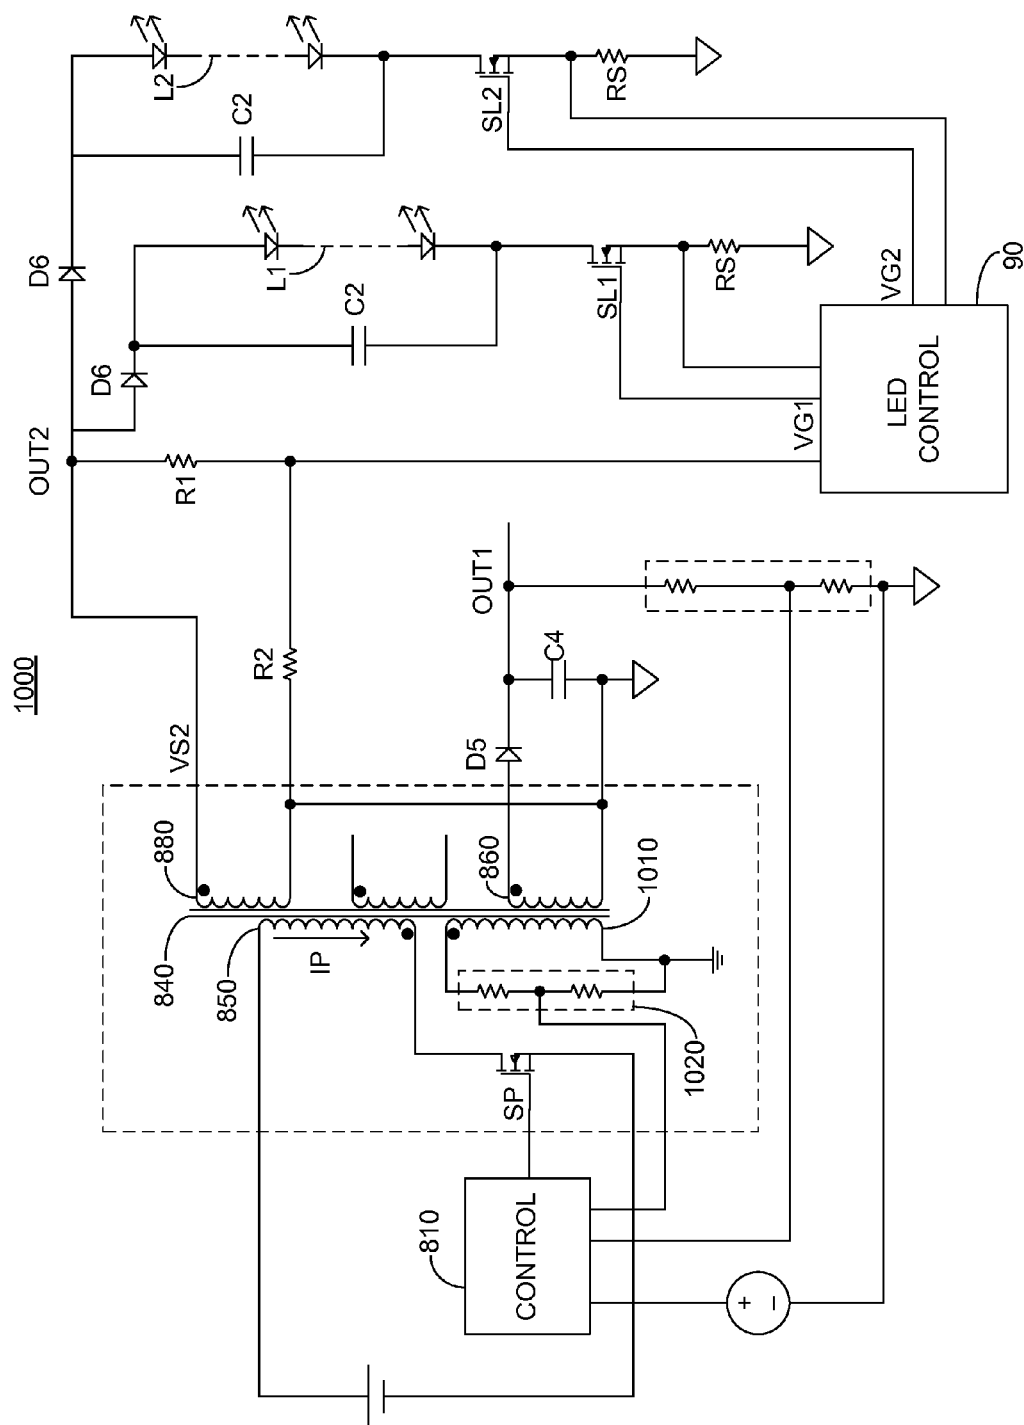 1000
840
850
880
VS2
OUT2
D6
D6
L2
C2
L1
C2
SL2
RS
SL1
RS
R1
R2
IP
860
1010
1020
SP
D5
C4
OUT1
VG1
VG2
LED
CONTROL
90
810
CONTROL
+
−